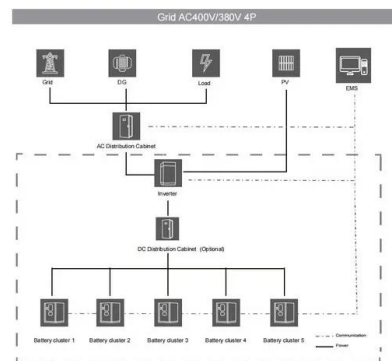 Grid AC400V/380V 4P
Grid
DG
Load
PV
EMS
AC Distribution Cabinet
Inverter
DC Distribution Cabinet (Optional)
Battery cluster 1
Battery cluster 2
Battery cluster 3
Battery cluster 4
Battery cluster 5
Communication
Power